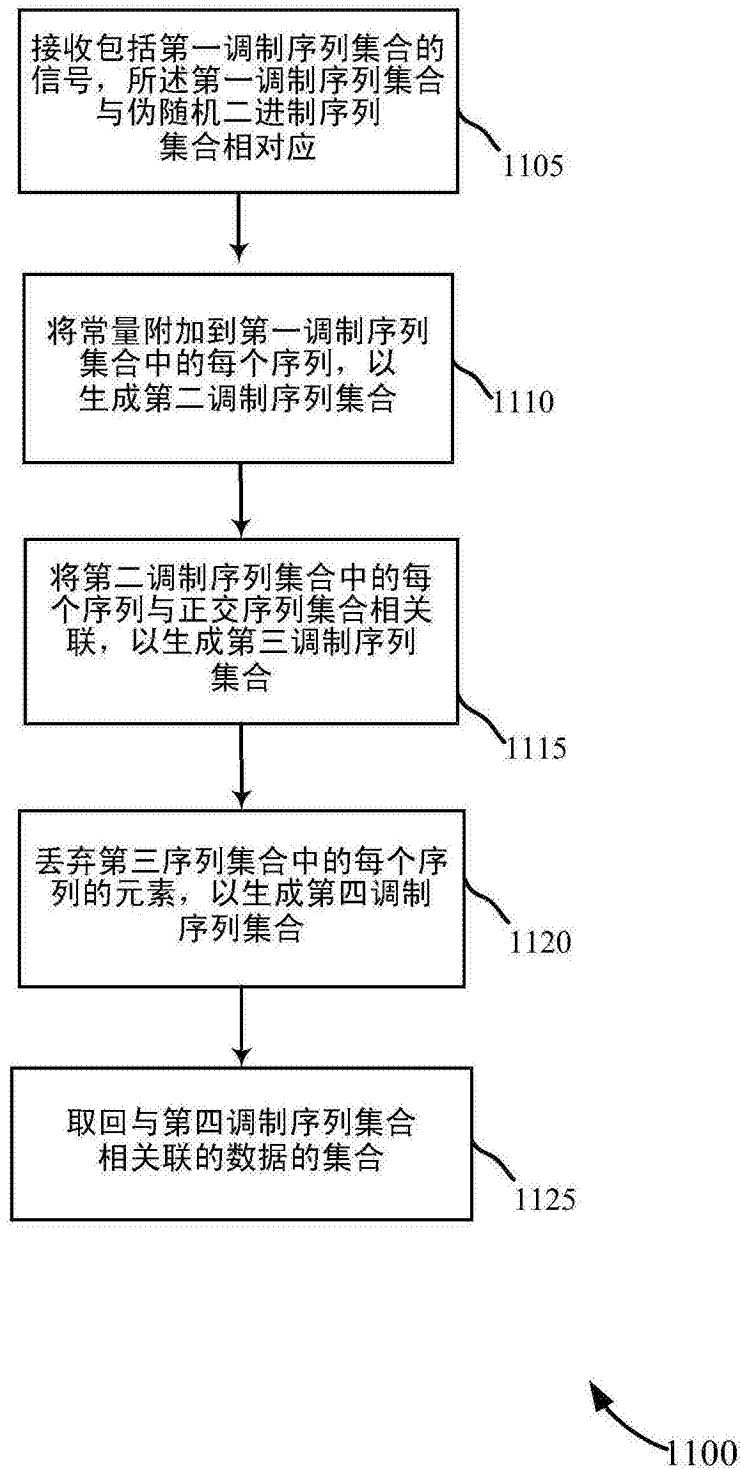 接收包括第一调制序列集合的
信号，所述第一调制序列集合
与伪随机二进制序列
集合相对应
1105
将常量附加到第一调制序列
集合中的每个序列，以
生成第二调制序列集合
1110
将第二调制序列集合中的每
个序列与正交序列集合相关
联，以生成第三调制序列
集合
1115
丢弃第三序列集合中的每个序
列的元素，以生成第四调制
序列集合
1120
取回与第四调制序列集合
相关联的数据的集合
1125
1100